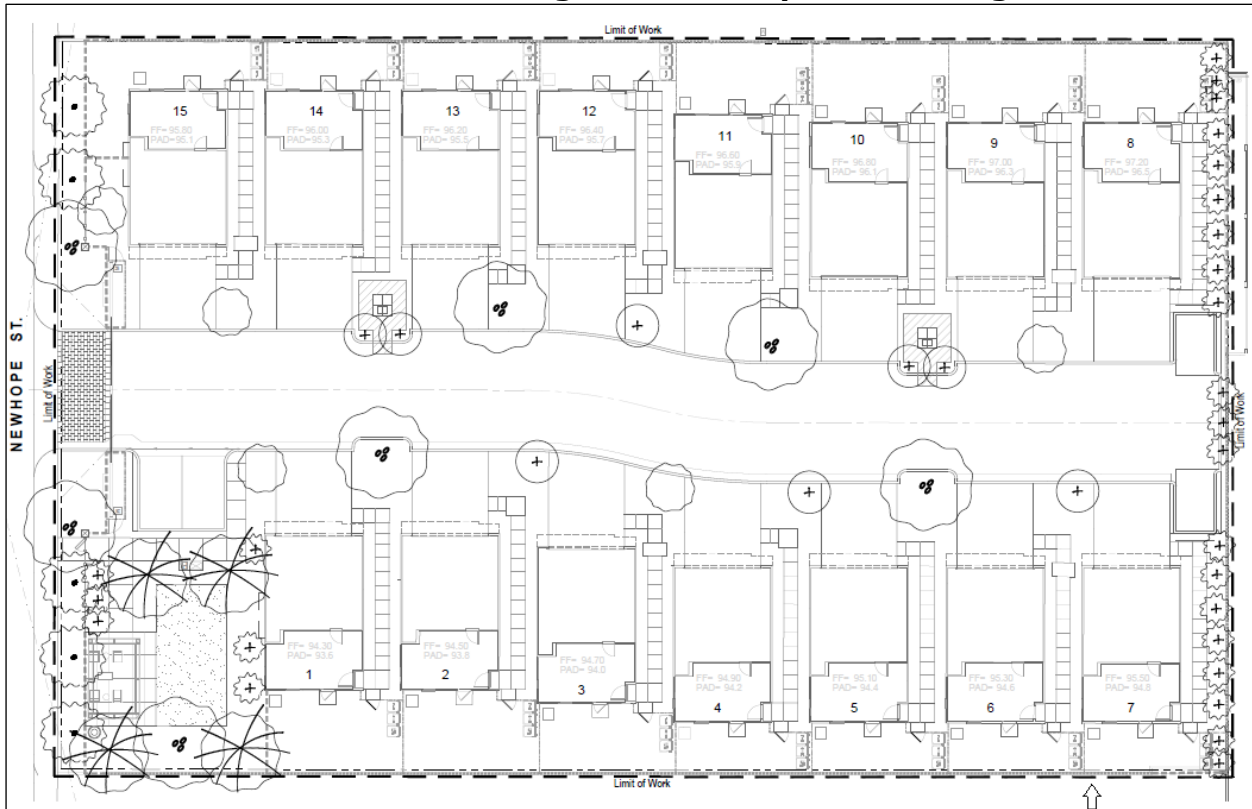 Limit of Work
15
FF= 95.80
PAD= 95.1
14
FF= 96.00
PAD= 95.3
13
FF= 96.20
PAD= 95.5
12
FF= 96.40
PAD= 95.7
11
FF= 96.60
PAD= 95.9
10
FF= 96.80
PAD= 96.1
9
FF= 97.00
PAD= 96.3
8
FF= 97.20
PAD= 96.5
NEWHOPE ST.
Limit of Work
Limit of Work
FF= 94.30
PAD= 93.6
1
FF= 94.50
PAD= 93.8
2
FF= 94.70
PAD= 94.0
3
FF= 94.90
PAD= 94.2
4
FF= 95.10
PAD= 94.4
5
FF= 95.30
PAD= 94.6
6
FF= 95.50
PAD= 94.8
7
Limit of Work